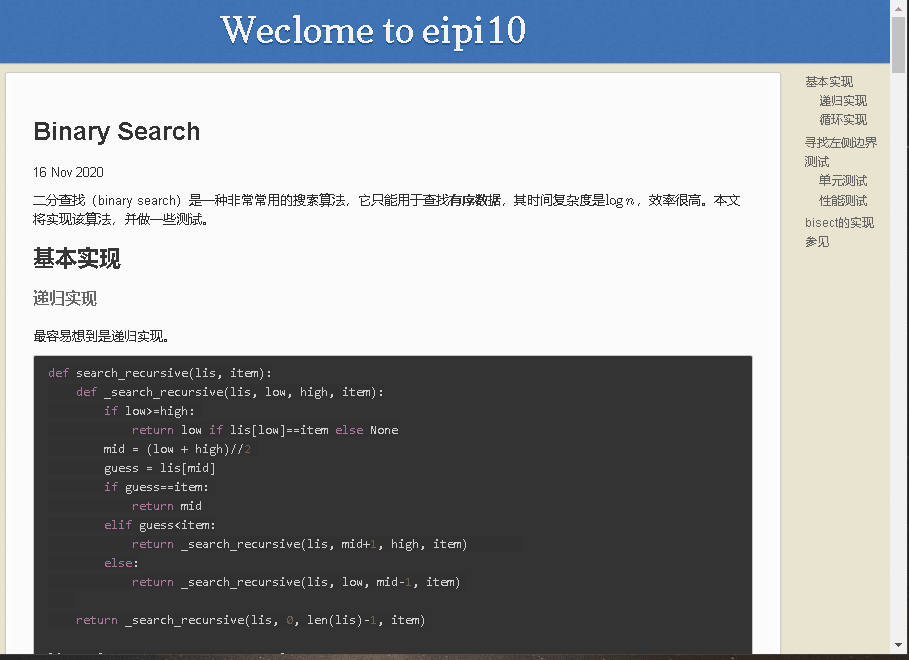 Weclome to eipi10
Binary Search
16 Nov 2020
二分查找（binary search）是一种非常常用的搜索算法，它只能用于查找有序数据，其时间复杂度是log n，效率很高。本文
将实现该算法，并做一些测试。
基本实现
递归实现
最容易想到是递归实现。
def search_recursive(lis, item):
    def _search_recursive(lis, low, high, item):
        if low>=high:
            return low if lis[low]==item else None
        mid = (low + high)//2
        guess = lis[mid]
        if guess==item:
            return mid
        elif guess<item:
            return _search_recursive(lis, mid+1, high, item)
        else:
            return _search_recursive(lis, low, mid-1, item)
    return _search_recursive(lis, 0, len(lis)-1, item)
基本实现
递归实现
循环实现
寻找左侧边界
测试
单元测试
性能测试
bisect的实现
参见